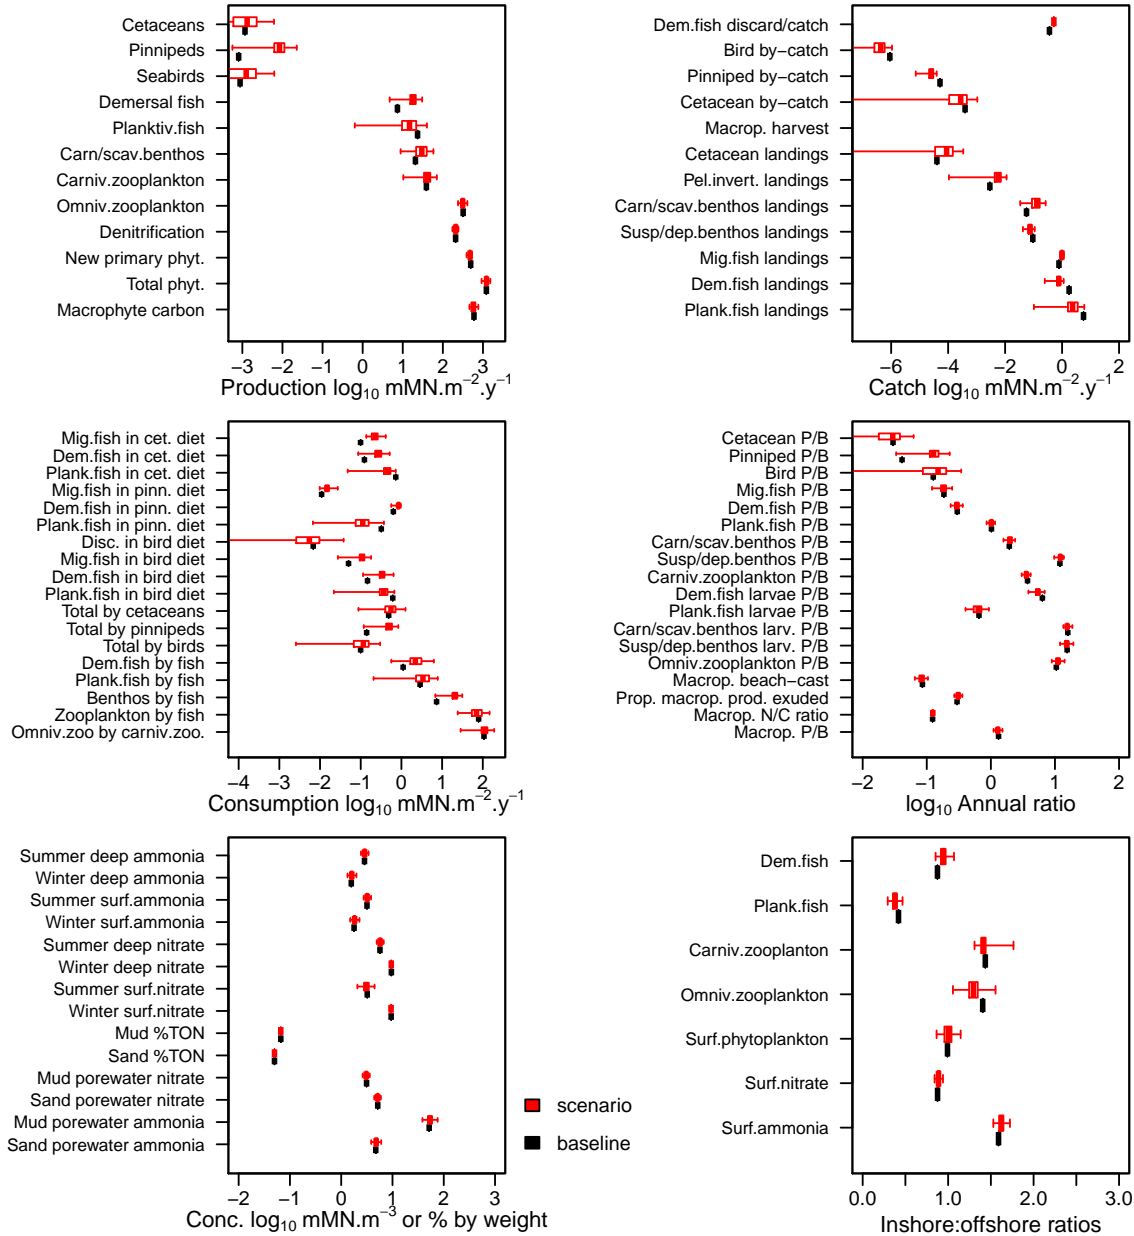 Cetaceans
Pinnipeds
Seabirds
Demersal fish
Planktiv.fish
Carn/scav.benthos
Carniv.zooplankton
Omniv.zooplankton
Denitrification
New primary phyt.
Total phyt.
Macrophyte carbon
−3 −2 −1 0 1 2 3
Production log₁₀ mMN.m⁻².y⁻¹
Dem.fish discard/catch
Bird by−catch
Pinniped by−catch
Cetacean by−catch
Macrop. harvest
Cetacean landings
Pel.invert. landings
Carn/scav.benthos landings
Susp/dep.benthos landings
Mig.fish landings
Dem.fish landings
Plank.fish landings
−6 −4 −2 0 2
Catch log₁₀ mMN.m⁻².y⁻¹
Mig.fish in cet. diet
Dem.fish in cet. diet
Plank.fish in cet. diet
Mig.fish in pinn. diet
Dem.fish in pinn. diet
Plank.fish in pinn. diet
Disc. in bird diet
Mig.fish in bird diet
Dem.fish in bird diet
Plank.fish in bird diet
Total by cetaceans
Total by pinnipeds
Total by birds
Dem.fish by fish
Plank.fish by fish
Benthos by fish
Zooplankton by fish
Omniv.zoo by carniv.zoo.
−4 −3 −2 −1 0 1 2
Consumption log₁₀ mMN.m⁻².y⁻¹
Cetacean P/B
Pinniped P/B
Bird P/B
Mig.fish P/B
Dem.fish P/B
Plank.fish P/B
Carn/scav.benthos P/B
Susp/dep.benthos P/B
Carniv.zooplankton P/B
Dem.fish larvae P/B
Plank.fish larvae P/B
Carn/scav.benthos larv. P/B
Susp/dep.benthos larv. P/B
Omniv.zooplankton P/B
Macrop. beach−cast
Prop. macrop. prod. exuded
Macrop. N/C ratio
Macrop. P/B
−2 −1 0 1 2
log₁₀ Annual ratio
Summer deep ammonia
Winter deep ammonia
Summer surf.ammonia
Winter surf.ammonia
Summer deep nitrate
Winter deep nitrate
Summer surf.nitrate
Winter surf.nitrate
Mud %TON
Sand %TON
Mud porewater nitrate
Sand porewater nitrate
Mud porewater ammonia
Sand porewater ammonia
−2 −1 0 1 2 3
Conc. log₁₀ mMN.m⁻³ or % by weight
scenario
baseline
Dem.fish
Plank.fish
Carniv.zooplanton
Omniv.zooplankton
Surf.phytoplankton
Surf.nitrate
Surf.ammonia
0.0 1.0 2.0 3.0
Inshore:offshore ratios